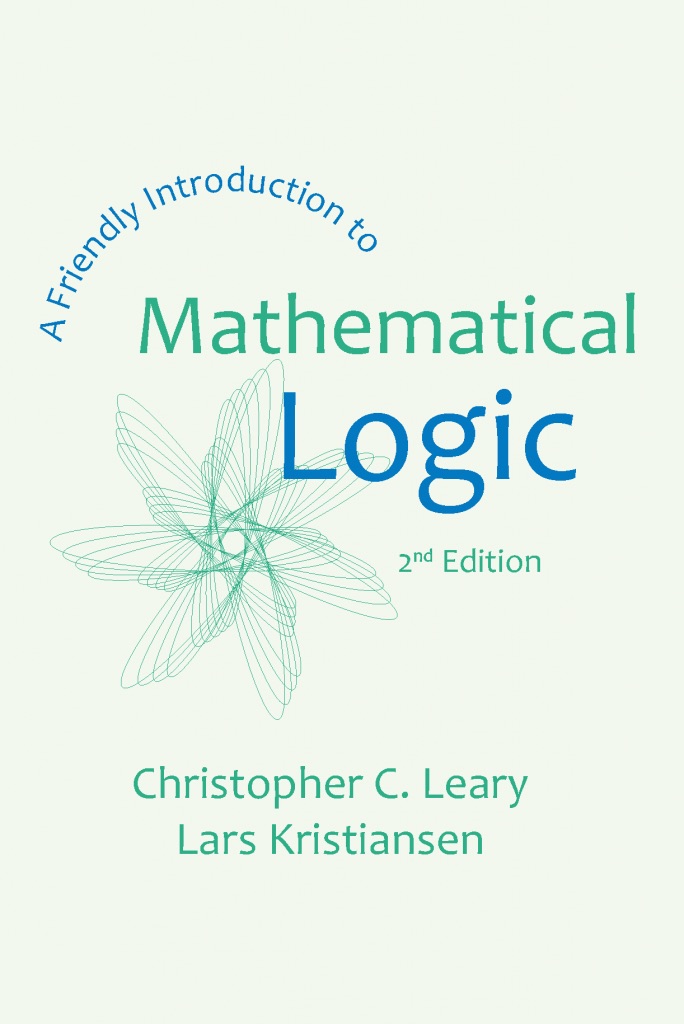 A Friendly Introduction to
Mathematical
Logic
2nd Edition
Christopher C. Leary
Lars Kristiansen